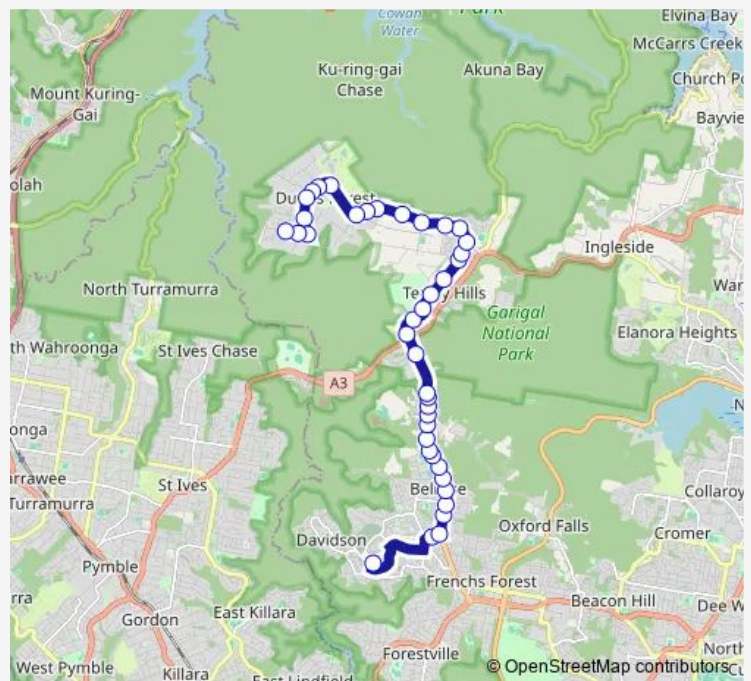 Cowan
Water
Elvina Bay
McCarrs Creek
Ku-ring-gai
Chase
Akuna Bay
Church Po
Mount Kuring-
Gai
Bayvie
olah
Ingleside
North Turramurra
War
Garigal
National
Park
Elanora Heights
th Wahroonga
St Ives Chase
A3
onga
arrawee
St Ives
Turramurra
Collaroy
Oxford Falls
Cromer
Davidson
Pymble
Frenchs Forest
rra
Beacon Hill
Dee W
East Killara
Gordon
Forestville
North
West Pymble
Killara
East Lindfield
© OpenStreetMap contributors